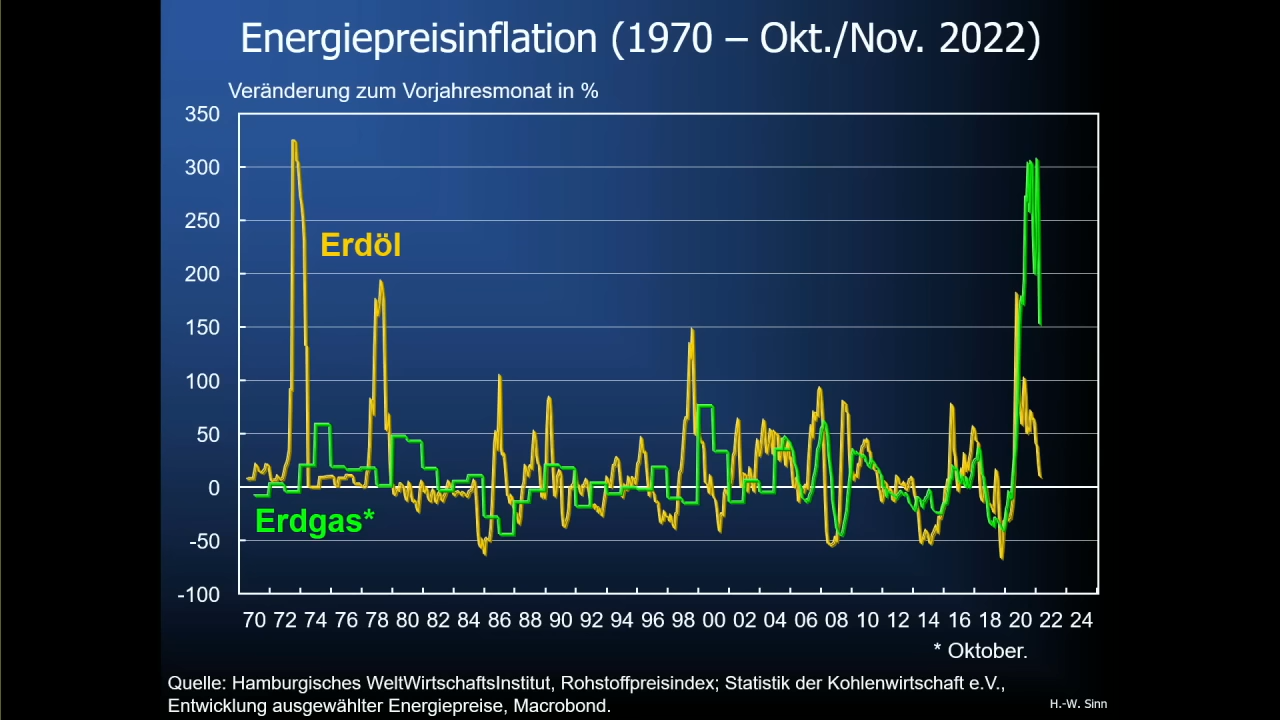 Energiepreisinflation (1970 – Okt./Nov. 2022)
Veränderung zum Vorjahresmonat in %
350
300
250
200
150
100
50
0
-50
-100
Erdöl
Erdgas*
70 72 74 76 78 80 82 84 86 88 90 92 94 96 98 00 02 04 06 08 10 12 14 16 18 20 22 24
* Oktober.
Quelle: Hamburgisches WeltWirtschaftsInstitut, Rohstoffpreisindex; Statistik der Kohlenwirtschaft e.V.,
Entwicklung ausgewählter Energiepreise, Macrobond.
H.-W. Sinn